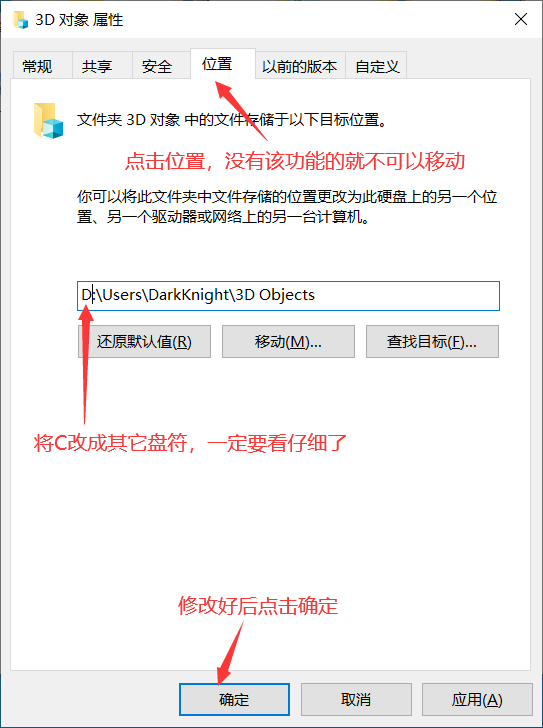 3D 对象 属性
常规 共享 安全 位置 以前的版本 自定义
文件夹 3D 对象 中的文件存储于以下目标位置。
点击位置，没有该功能的就不可以移动
你可以将此文件夹中文件存储的位置更改为此硬盘上的另一个位
置、另一个驱动器或网络上的另一台计算机。
D:\Users\DarkKnight\3D Objects
还原默认值(R) 移动(M)... 查找目标(F)...
将C改成其它盘符，一定要看仔细了
修改好后点击确定
确定 取消 应用(A)